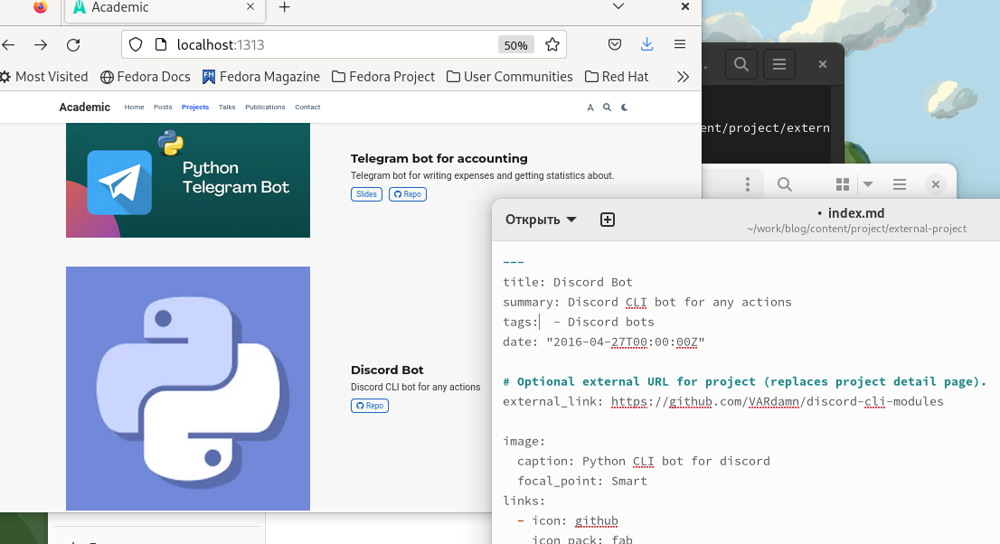 Academic
localhost:1313
50%
Most Visited
Fedora Docs
FM
Fedora Magazine
Fedora Project
User Communities
Red Hat
Academic
Home
Posts
Projects
Talks
Publications
Contact
Python
Telegram Bot
Telegram bot for accounting
Telegram bot for writing expenses and getting statistics about.
Slides
Repo
Discord Bot
Discord CLI bot for any actions
Repo
ent/project/extern
Открыть
• index.md
~/work/blog/content/project/external-project
---
title: Discord Bot
summary: Discord CLI bot for any actions
tags:  - Discord bots
date: "2016-04-27T00:00:00Z"
# Optional external URL for project (replaces project detail page).
external_link: https://github.com/VARdamn/discord-cli-modules
image:
  caption: Python CLI bot for discord
  focal_point: Smart
links:
  - icon: github
    icon_pack: fab